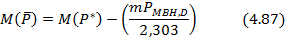 M(P̅) = M(P*) − (mP_{MBH,D} / 2,303) (4.87)